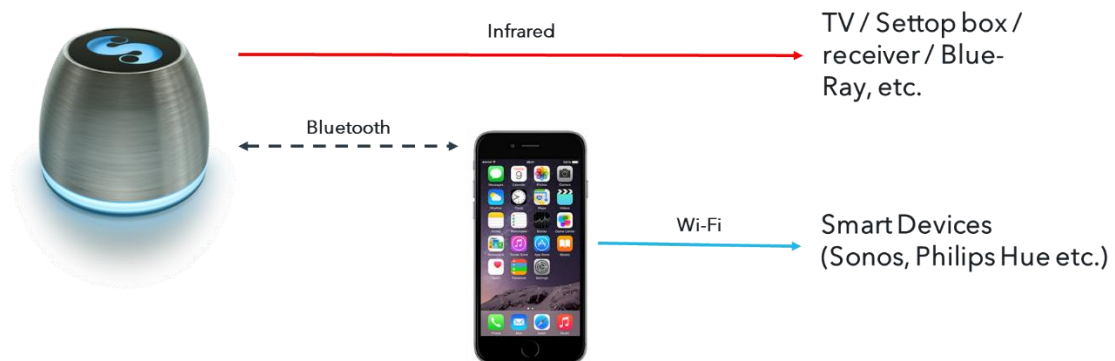 Infrared
TV / Settop box /
receiver / Blue-
Ray, etc.
Bluetooth
Wi-Fi
Smart Devices
(Sonos, Philips Hue etc.)